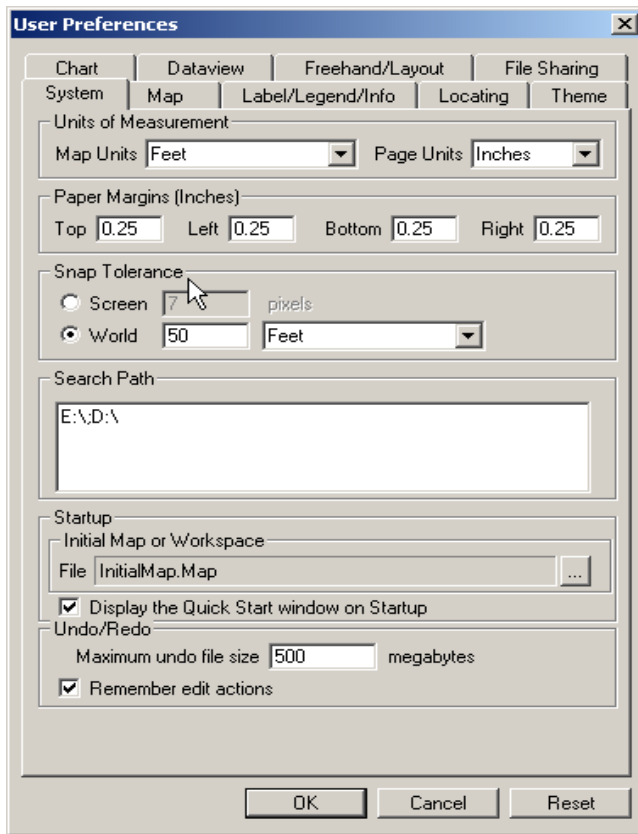 User Preferences
Chart Dataview Freehand/Layout File Sharing
System Map Label/Legend/Info Locating Theme
Units of Measurement
Map Units Feet Page Units Inches
Paper Margins (Inches)
Top 0.25 Left 0.25 Bottom 0.25 Right 0.25
Snap Tolerance
Screen 7 pixels
World 50 Feet
Search Path
E:\;D:\
Startup
Initial Map or Workspace
File InitialMap.Map ...
Display the Quick Start window on Startup
Undo/Redo
Maximum undo file size 500 megabytes
Remember edit actions
OK Cancel Reset